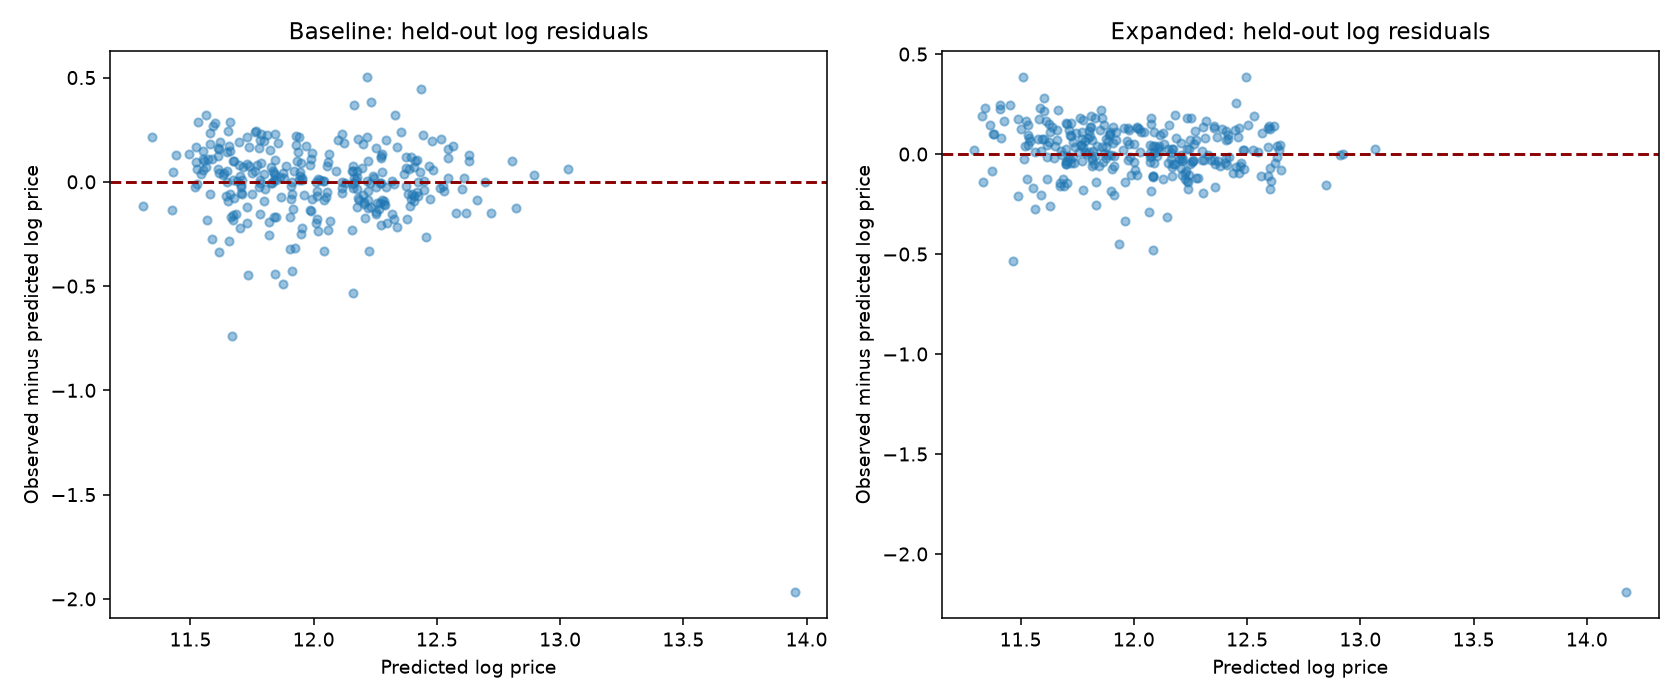 Baseline: held-out log residuals
Observed minus predicted log price
0.5
0.0
−0.5
−1.0
−1.5
−2.0
11.5 12.0 12.5 13.0 13.5 14.0
Predicted log price
Expanded: held-out log residuals
Observed minus predicted log price
0.5
0.0
−0.5
−1.0
−1.5
−2.0
11.5 12.0 12.5 13.0 13.5 14.0
Predicted log price